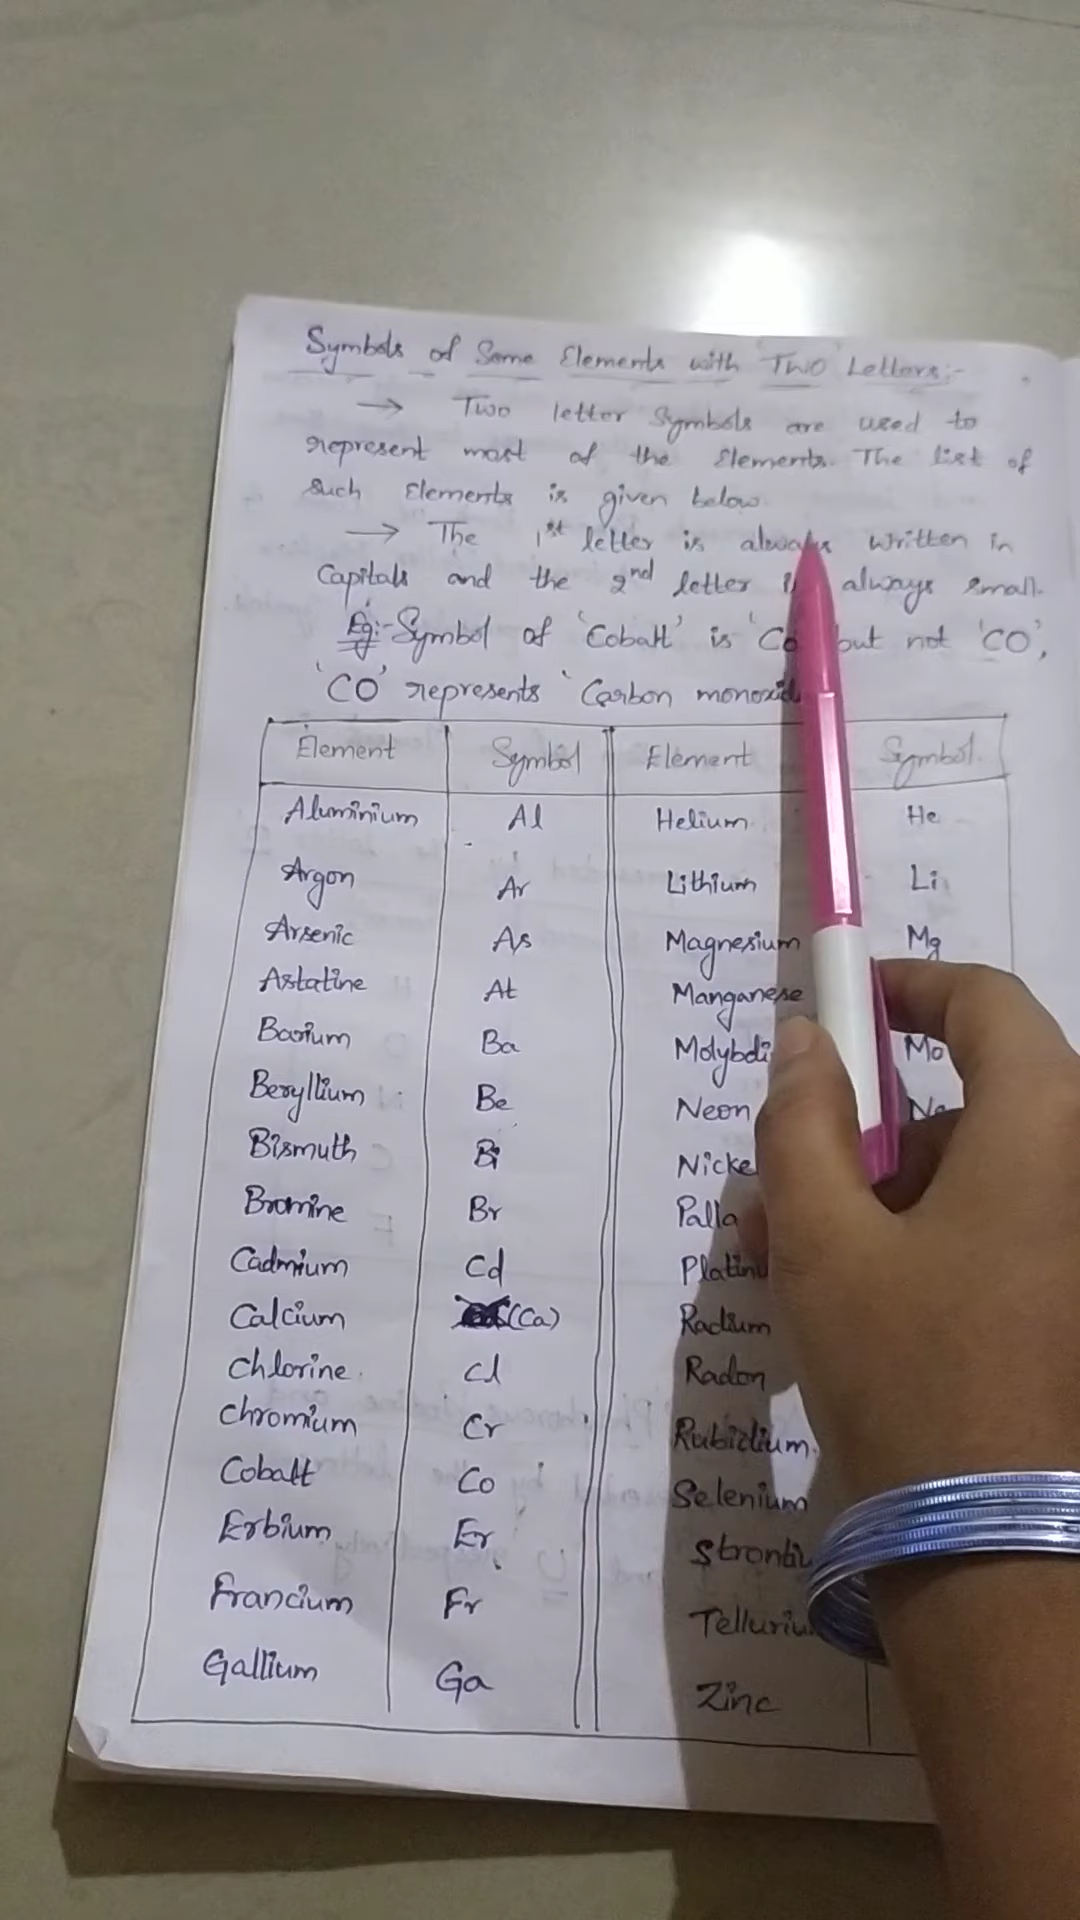 Symbols of Some Elements with 'TWO' Letters:-
→ Two letter Symbols are used to
represent most of the Elements. The list of
such Elements is given below.
→ The 1st letter is always written in
Capitals and the 2nd letter is always small.
Eg:- Symbol of 'Cobalt' is 'Co' but not 'CO',
'CO' represents 'Carbon
Element Symbol Element Symbol.
Aluminium Al Helium He
Argon Ar Lithium Li
Arsenic As Magnesium Mg
Astatine At Manganese
Barium Ba Mo
Beryllium Be Neon
Bismuth Bi
Bromine Br
Cadmium Cd
Calcium (Ca) Radium
Chlorine Cl Radon
Chromium Cr Rubidium
Cobalt Co Selenium
Erbium Er
Francium Fr
Gallium Ga Zinc